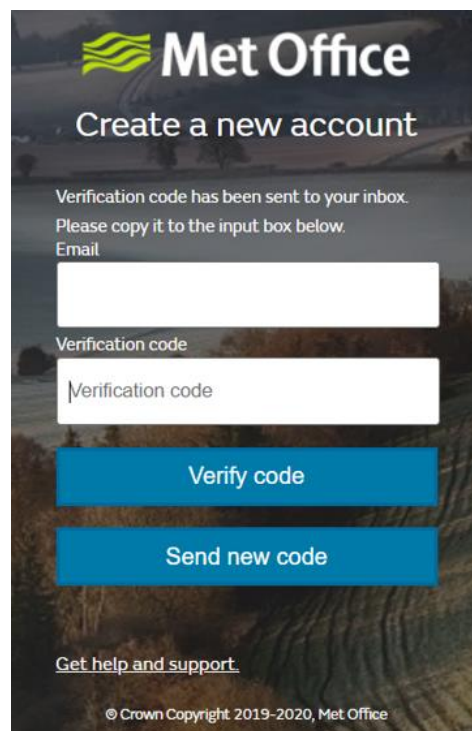 Met Office
Create a new account
Verification code has been sent to your inbox.
Please copy it to the input box below.
Email
Verification code
Verification code
Verify code
Send new code
Get help and support.
© Crown Copyright 2019-2020, Met Office